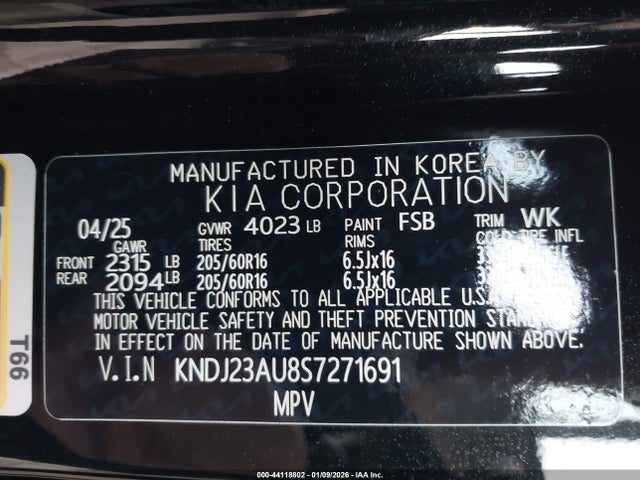 MANUFACTURED IN KOREA BY
KIA CORPORATION
04/25 GVWR 4023 LB PAINT FSB TRIM WK
GAWR TIRES RIMS COLD TIRE INFL
FRONT 2315 LB 205/60R16 6.5Jx16
REAR 2094 LB 205/60R16 6.5Jx16
THIS VEHICLE CONFORMS TO ALL APPLICABLE U.S.
MOTOR VEHICLE SAFETY AND THEFT PREVENTION
IN EFFECT ON THE DATE OF MANUFACTURE SHOWN ABOVE.
V.I.N KNDJ23AU8S7271691
MPV
T66
000-44118802 | 01/09/2026 - IAA Inc.